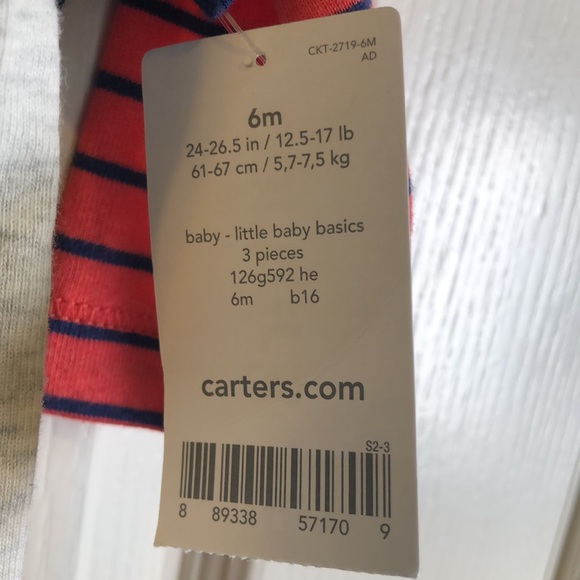 CKT-2719-6M
AD
6m
24-26.5 in / 12.5-17 lb
61-67 cm / 5,7-7,5 kg
baby - little baby basics
3 pieces
126g592 he
6m b16
carters.com
S2-3
8 89338 57170 9